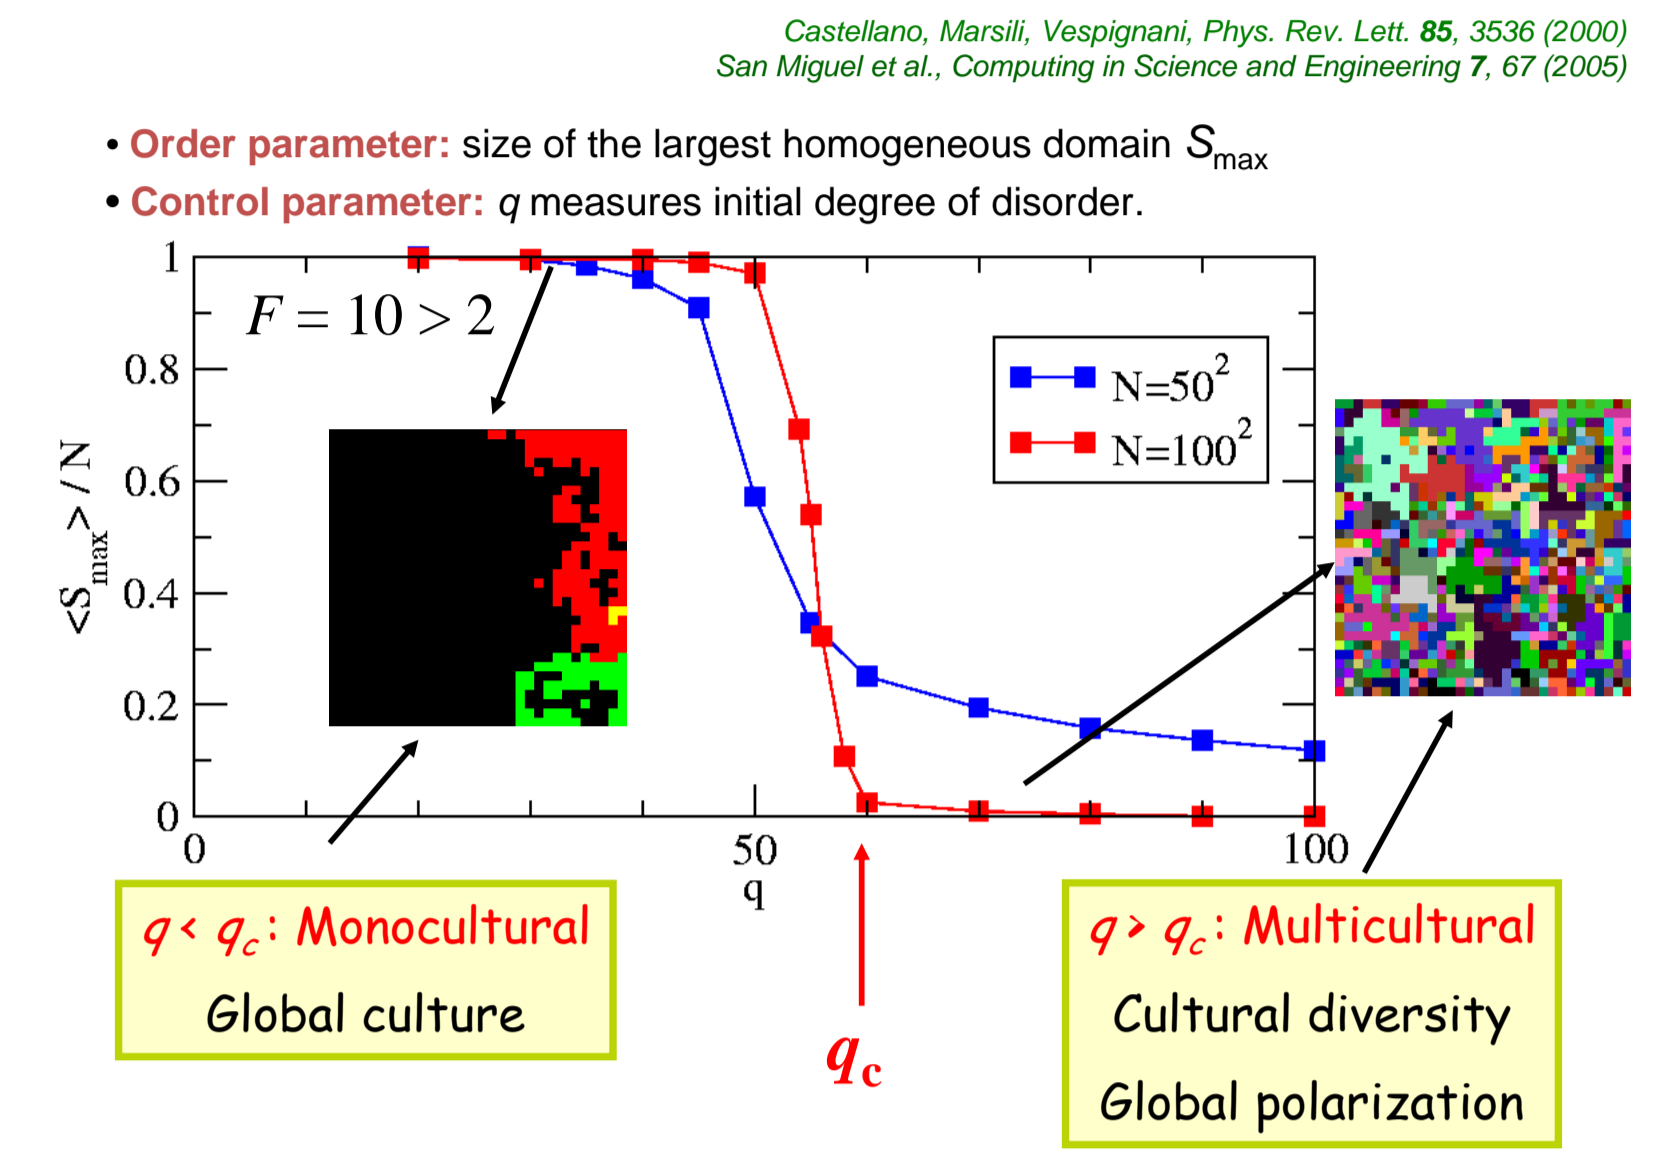 Castellano, Marsili, Vespignani, Phys. Rev. Lett. 85, 3536 (2000)
San Miguel et al., Computing in Science and Engineering 7, 67 (2005)
• Order parameter: size of the largest homogeneous domain Smax
• Control parameter: q measures initial degree of disorder.
1
0.8
0.6
0.4
0.2
0
<Smax> / N
F = 10 > 2
N=50²
N=100²
0 50 100
q
q < qc: Monocultural
Global culture
qc
q > qc: Multicultural
Cultural diversity
Global polarization